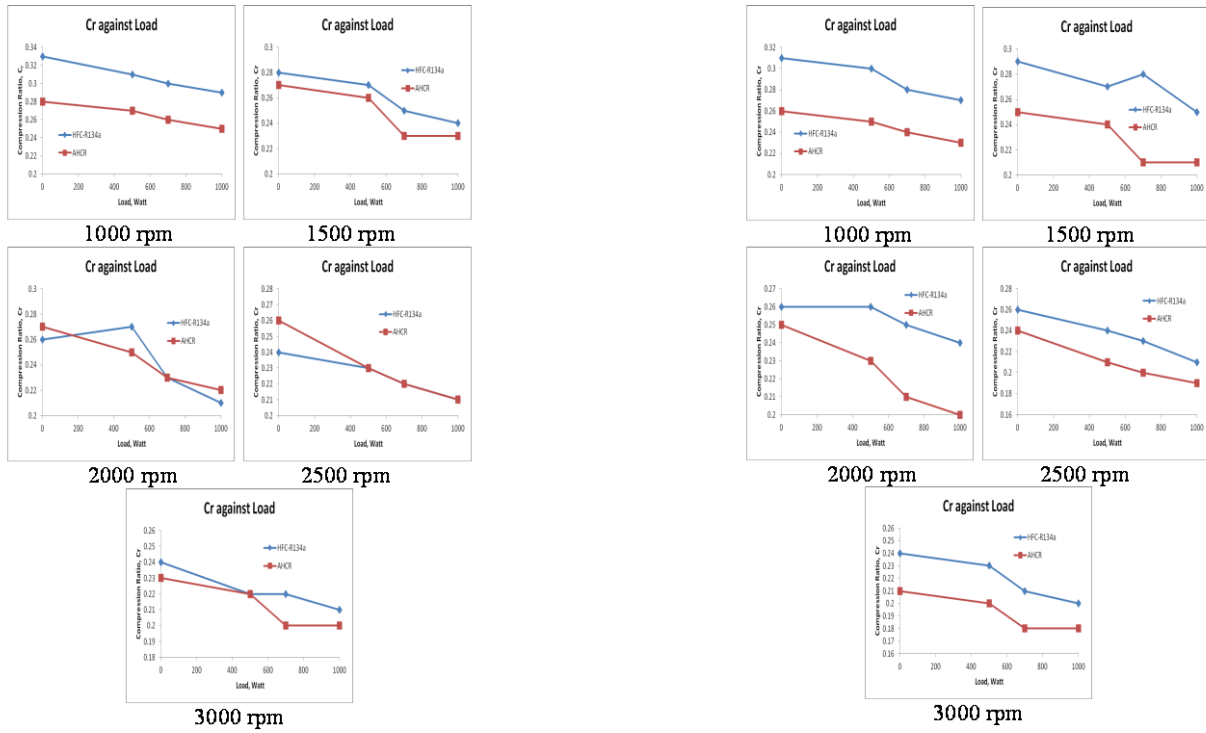 Cr against Load
Compression Ratio, C,
0.34
0.32
0.3
0.28
0.26
0.24
0.22
0.2
HFC-R134a
AHCR
0 200 400 600 800 1000
Load, Watt
1000 rpm
Cr against Load
Compression Ratio, Cr
0.3
0.28
0.26
0.24
0.22
0.2
HFC-R134a
AHCR
0 200 400 600 800 1000
Load, Watt
1500 rpm
Cr against Load
Compression Ratio, Cr
0.3
0.28
0.26
0.24
0.22
0.2
HFC-R134a
AHCR
0 200 400 600 800 1000
Load, Watt
2000 rpm
Cr against Load
Compression Ratio, Cr
0.28
0.27
0.26
0.25
0.24
0.23
0.22
0.21
0.2
HFC-R134a
AHCR
0 200 400 600 800 1000
Load, Watt
2500 rpm
Cr against Load
Compression Ratio, Cr
0.26
0.25
0.24
0.23
0.22
0.21
0.2
0.19
0.18
HFC-R134a
AHCR
0 200 400 600 800 1000
Load, Watt
3000 rpm
Cr against Load
Compression Ratio, Cr
0.32
0.3
0.28
0.26
0.24
0.22
0.2
HFC-R134a
AHCR
0 200 400 600 800 1000
Load, Watt
1000 rpm
Cr against Load
Compression Ratio, Cr
0.3
0.28
0.26
0.24
0.22
0.2
HFC-R134a
AHCR
0 200 400 600 800 1000
Load, Watt
1500 rpm
Cr against Load
Compression Ratio, Cr
0.27
0.26
0.25
0.24
0.23
0.22
0.21
0.2
HFC-R134a
AHCR
0 200 400 600 800 1000
Load, Watt
2000 rpm
Cr against Load
Compression Ratio, Cr
0.28
0.26
0.24
0.22
0.2
0.18
0.16
HFC-R134a
AHCR
0 200 400 600 800 1000
Load, Watt
2500 rpm
Cr against Load
Compression Ratio, Cr
0.26
0.25
0.24
0.23
0.22
0.21
0.2
0.19
0.18
0.17
0.16
HFC-R134a
AHCR
0 200 400 600 800 1000
Load, Watt
3000 rpm